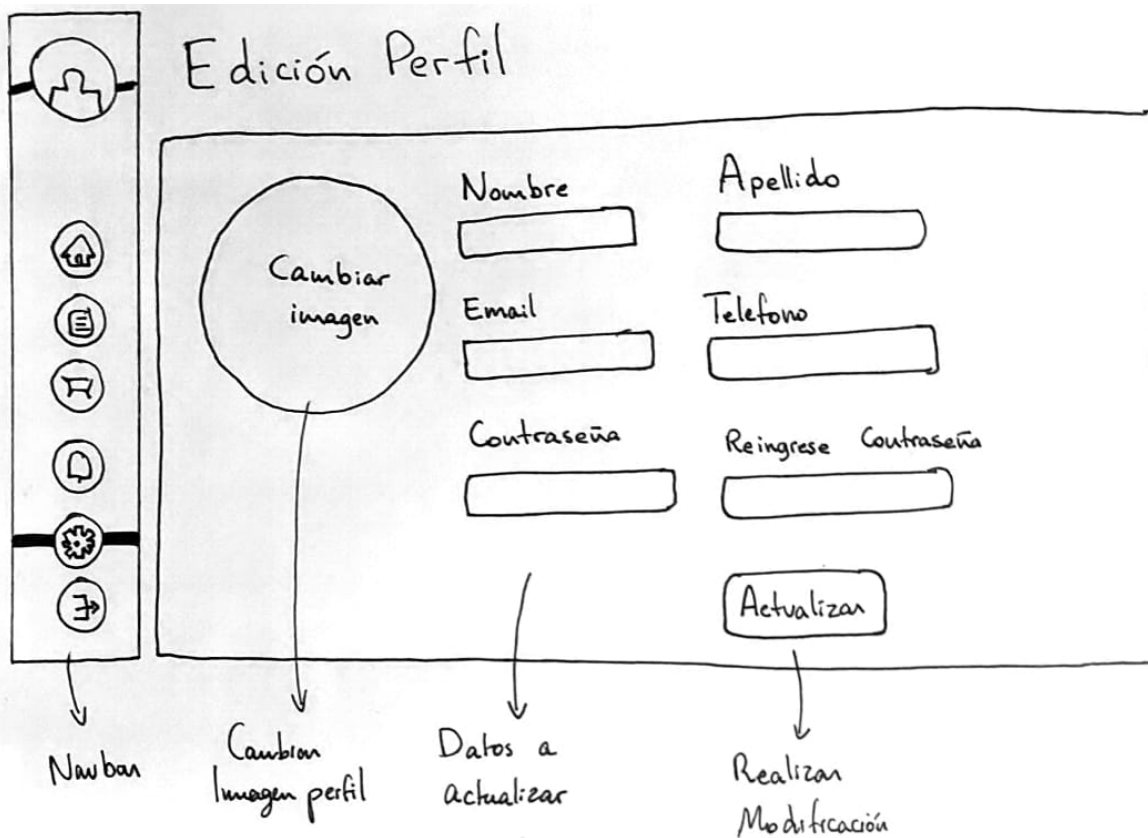 Edición Perfil
Nombre
Apellido
Cambiar
imagen
Email
Telefono
Contraseña
Reingrese Contraseña
Actualizar
Navbar
Cambiar
Imagen perfil
Datos a
actualizar
Realizar
Modificación